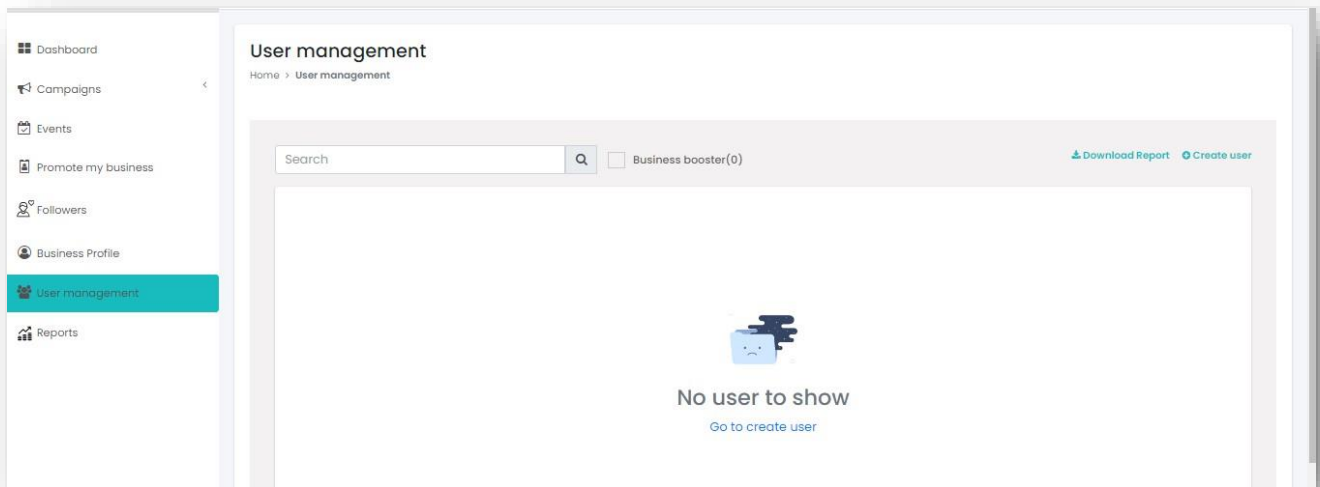 Dashboard
Campaigns
Events
Promote my business
Followers
Business Profile
User management
Reports
User management
Home > User management
Search
Business booster(0)
Download Report
Create user
No user to show
Go to create user